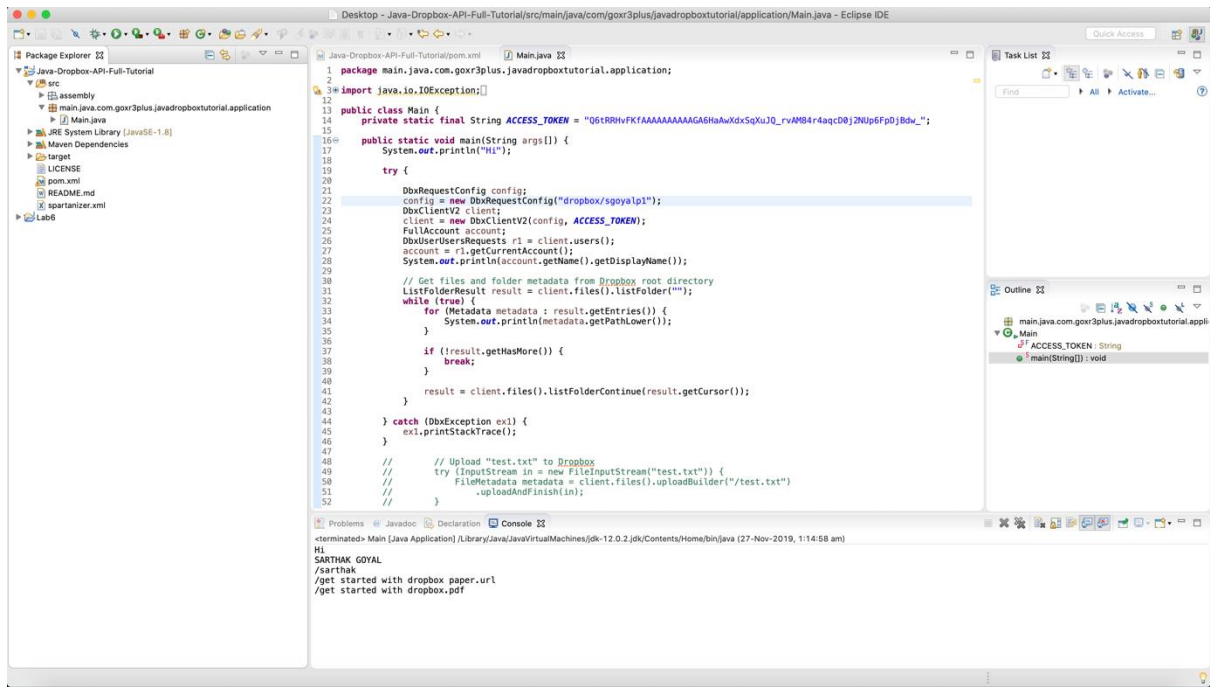 Desktop - Java-Dropbox-API-Full-Tutorial/src/main/java/com/goxr3plus/javadropboxtutorial/application/Main.java - Eclipse IDE
Quick Access
Package Explorer
Java-Dropbox-API-Full-Tutorial
src
assembly
main.java.com.goxr3plus.javadropboxtutorial.application
Main.java
JRE System Library [JavaSE-1.8]
Maven Dependencies
target
LICENSE
pom.xml
README.md
spartanizer.xml
Lab6
Java-Dropbox-API-Full-Tutorial/pom.xml
Main.java
1 package main.java.com.goxr3plus.javadropboxtutorial.application;
2
3 import java.io.IOException;
12
13 public class Main {
14 private static final String ACCESS_TOKEN = "Q6tRRHvFKfAAAAAAAAAAGA6HaAwXdxSqXuJQ_rvAM84r4aqcD0j2NUp6FpDjBdw_";
15
16 public static void main(String args[]) {
17 System.out.println("Hi");
18
19 try {
20
21 DbxRequestConfig config;
22 config = new DbxRequestConfig("dropbox/sgoyalp1");
23 DbxClientV2 client;
24 client = new DbxClientV2(config, ACCESS_TOKEN);
25 FullAccount account;
26 DbxUserUsersRequests r1 = client.users();
27 account = r1.getCurrentAccount();
28 System.out.println(account.getName().getDisplayName());
29
30 // Get files and folder metadata from Dropbox root directory
31 ListFolderResult result = client.files().listFolder("");
32 while (true) {
33 for (Metadata metadata : result.getEntries()) {
34 System.out.println(metadata.getPathLower());
35 }
36
37 if (!result.getHasMore()) {
38 break;
39 }
40
41 result = client.files().listFolderContinue(result.getCursor());
42 }
43
44 } catch (DbxException ex1) {
45 ex1.printStackTrace();
46 }
47
48 // // Upload "test.txt" to Dropbox
49 // try (InputStream in = new FileInputStream("test.txt")) {
50 // FileMetadata metadata = client.files().uploadBuilder("/test.txt")
51 // .uploadAndFinish(in);
52 // }
Task List
Find All Activate...
Outline
main.java.com.goxr3plus.javadropboxtutorial.appli
Main
ACCESS_TOKEN : String
main(String[]) : void
Problems Javadoc Declaration Console
<terminated> Main [Java Application] /Library/Java/JavaVirtualMachines/jdk-12.0.2.jdk/Contents/Home/bin/java (27-Nov-2019, 1:14:58 am)
Hi
SARTHAK GOYAL
/sarthak
/get started with dropbox paper.url
/get started with dropbox.pdf